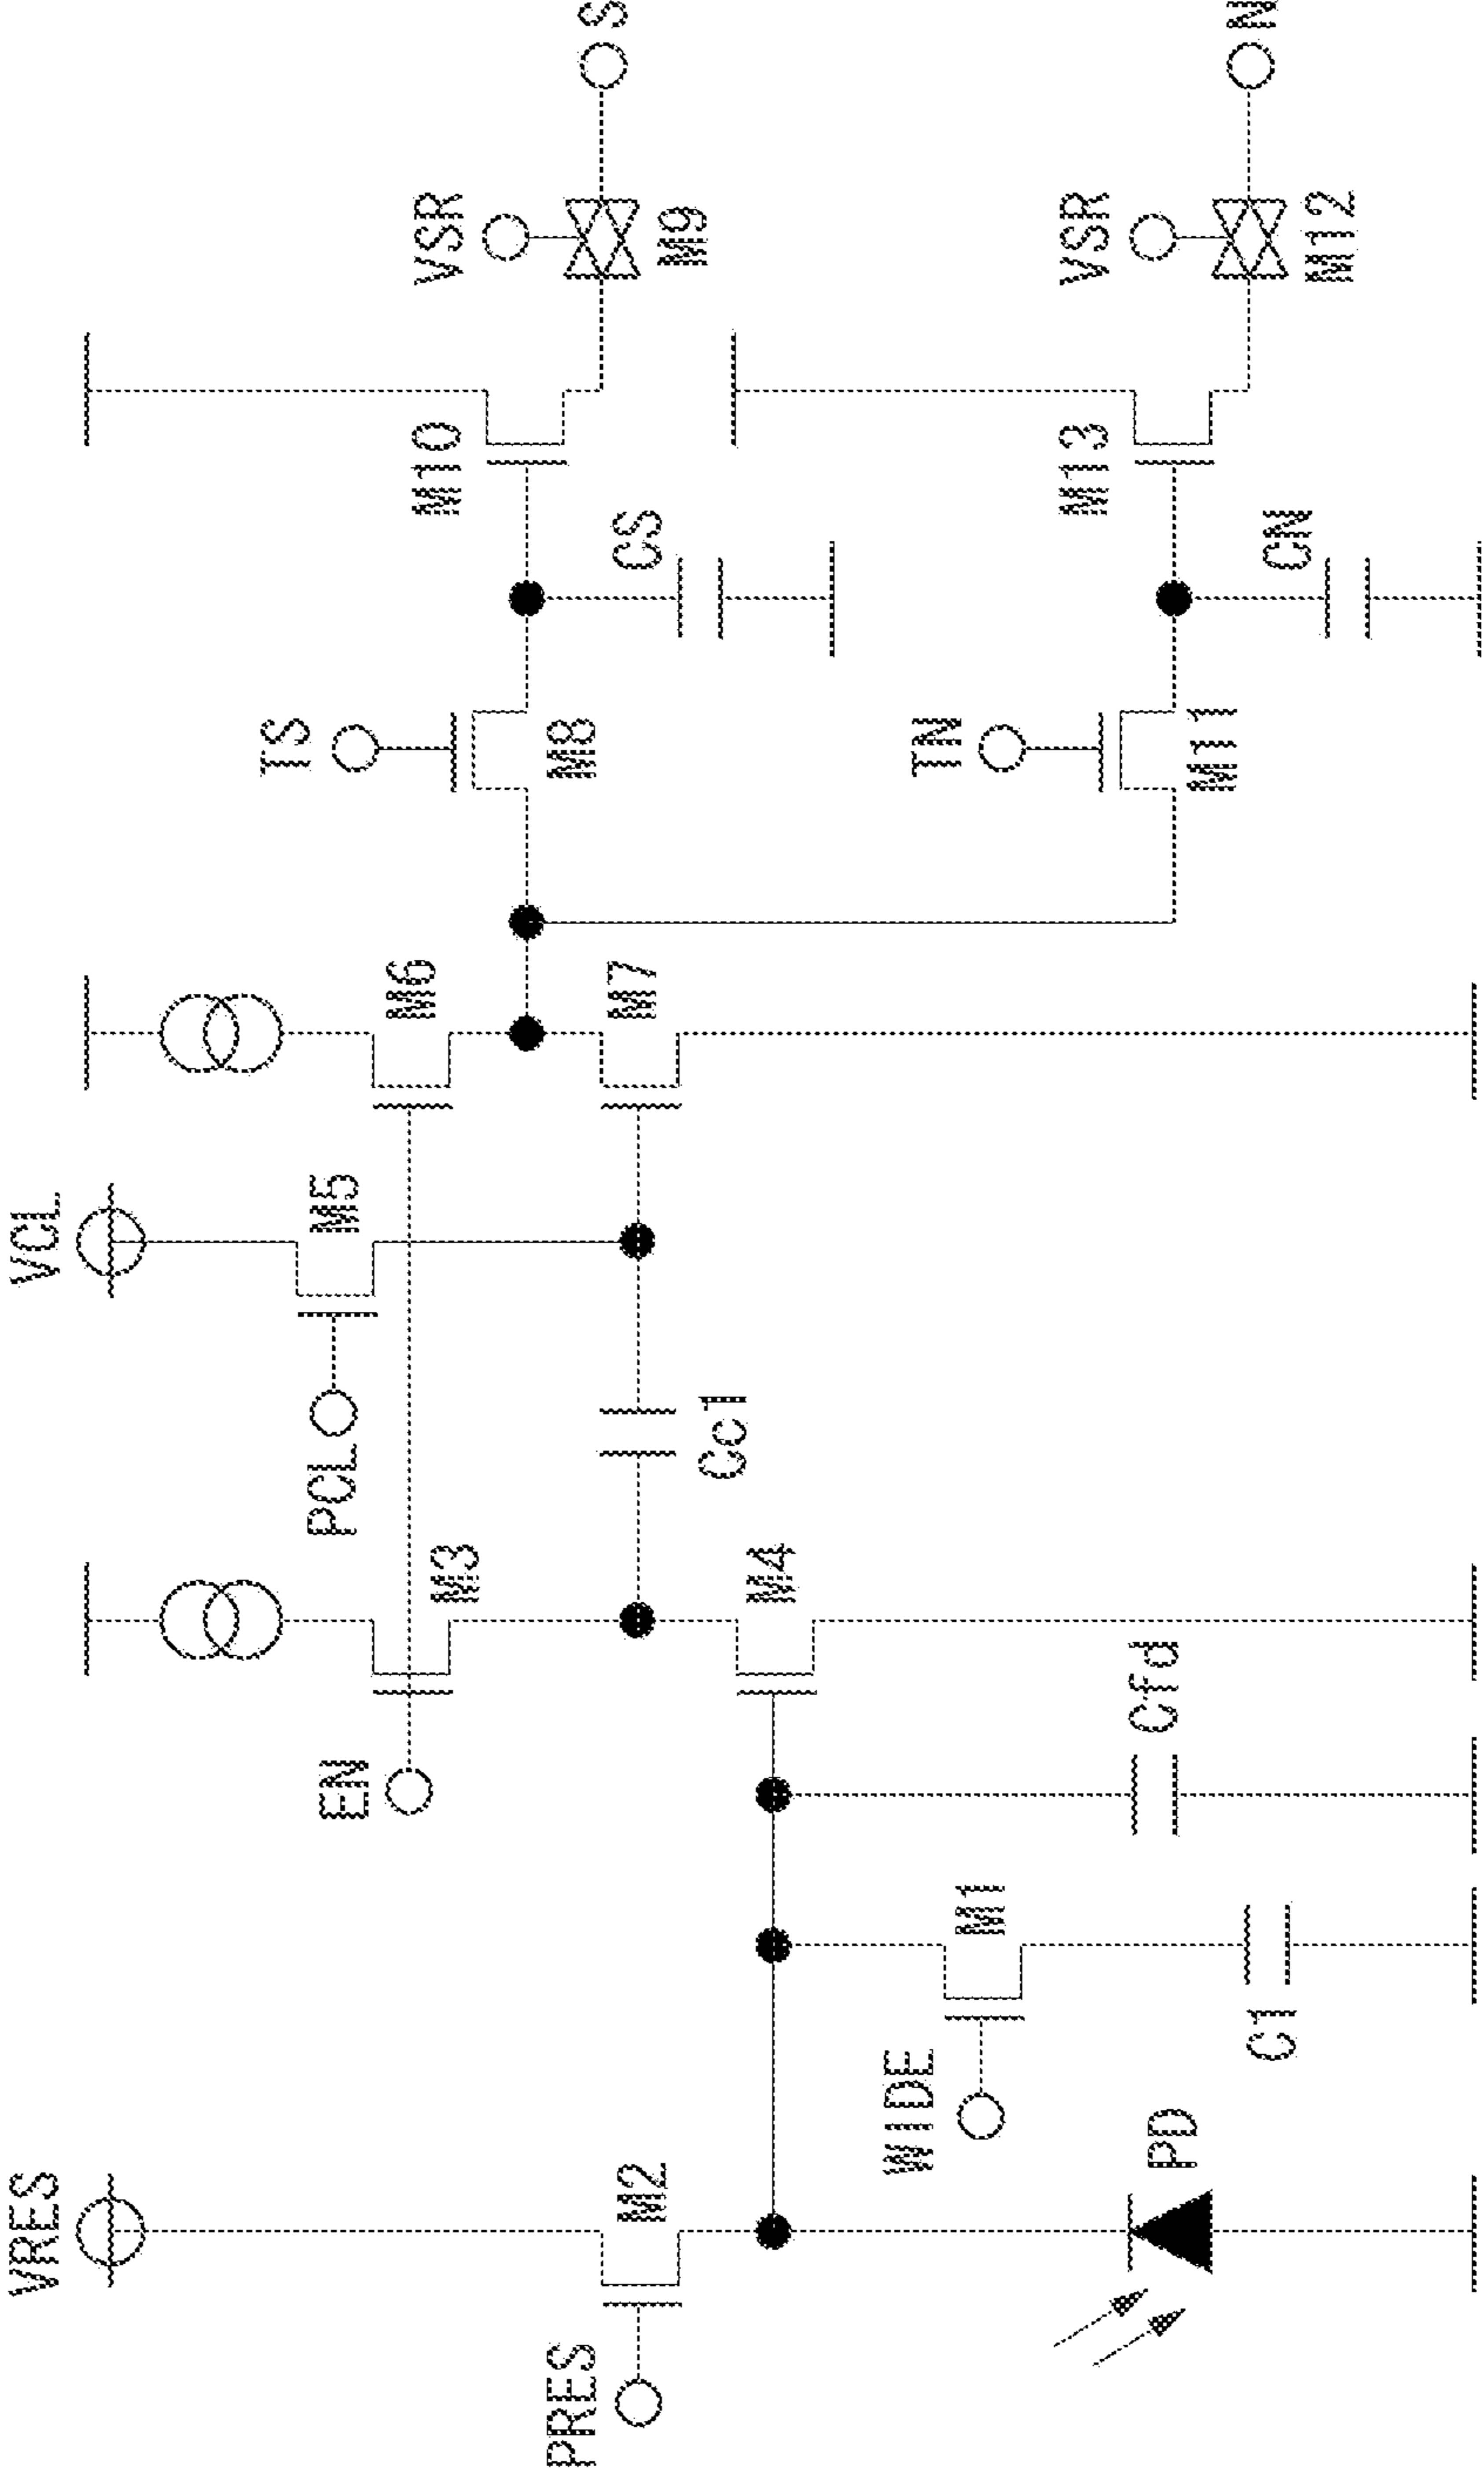 VRES
VCL
PRES
M2
EN
M3
PCL
M5
M6
M7
TS
M8
M10
CS
VSR
M9
S
WIDE
M1
C1
PD
Cfd
M4
Cc1
TN
M11
M13
CN
VSR
M12
N